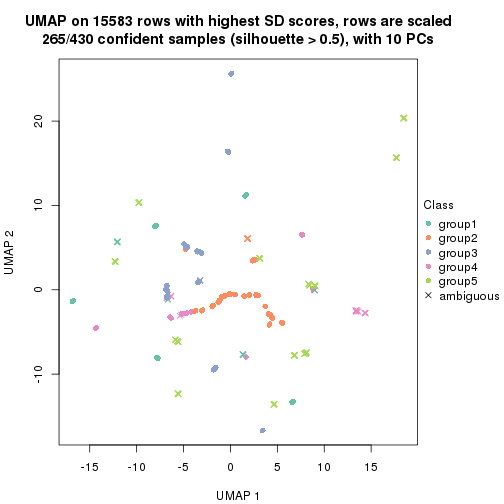 UMAP on 15583 rows with highest SD scores, rows are scaled
265/430 confident samples (silhouette > 0.5), with 10 PCs
UMAP 2
20
10
0
-10
-15
-10
-5
0
5
10
15
UMAP 1
Class
group1
group2
group3
group4
group5
ambiguous